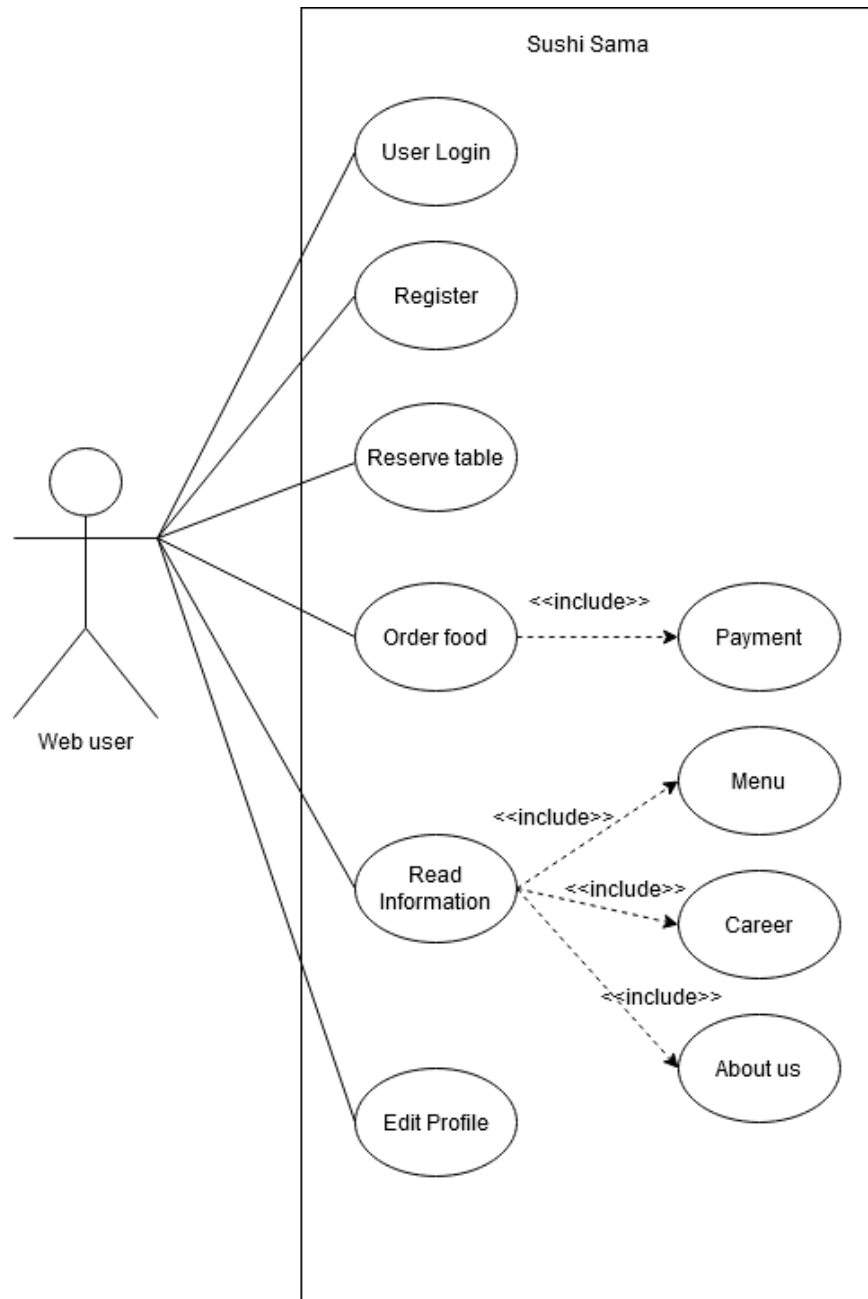 Sushi Sama
User Login
Register
Reserve table
Order food
<<include>>
Payment
Web user
Menu
<<include>>
Read
Information
<<include>>
Career
<<include>>
About us
Edit Profile